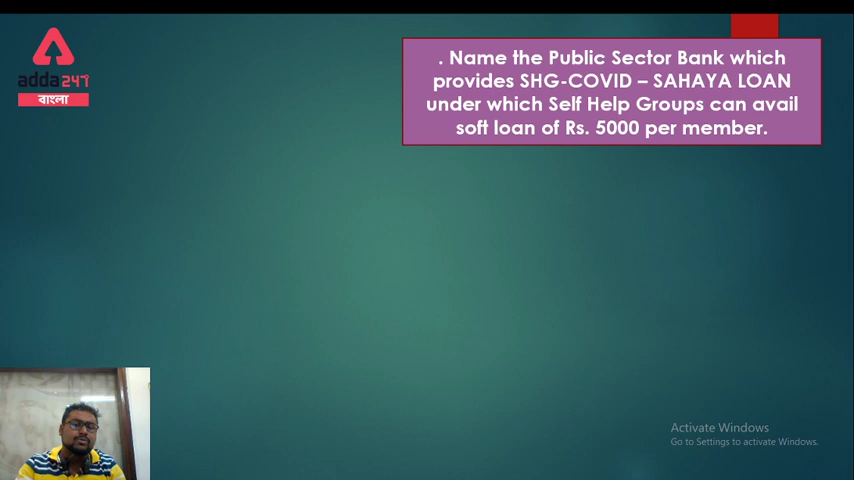 adda247
বাংলা
. Name the Public Sector Bank which
provides SHG-COVID – SAHAYA LOAN
under which Self Help Groups can avail
soft loan of Rs. 5000 per member.
Activate Windows
Go to Settings to activate Windows.